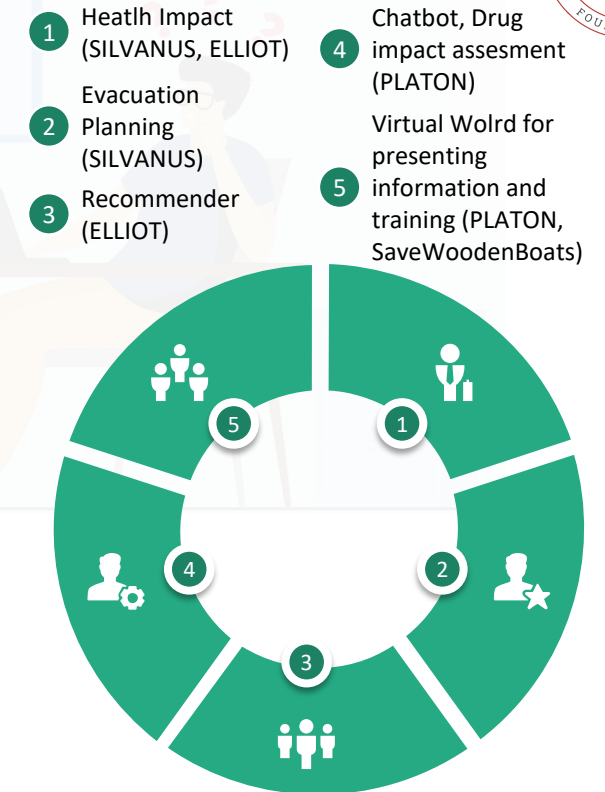 1
Heatlh Impact
(SILVANUS, ELLIOT)
2
Evacuation
Planning
(SILVANUS)
3
Recommender
(ELLIOT)
4
Chatbot, Drug
impact assesment
(PLATON)
5
Virtual Wolrd for
presenting
information and
training (PLATON,
SaveWoodenBoats)
5
1
4
2
3